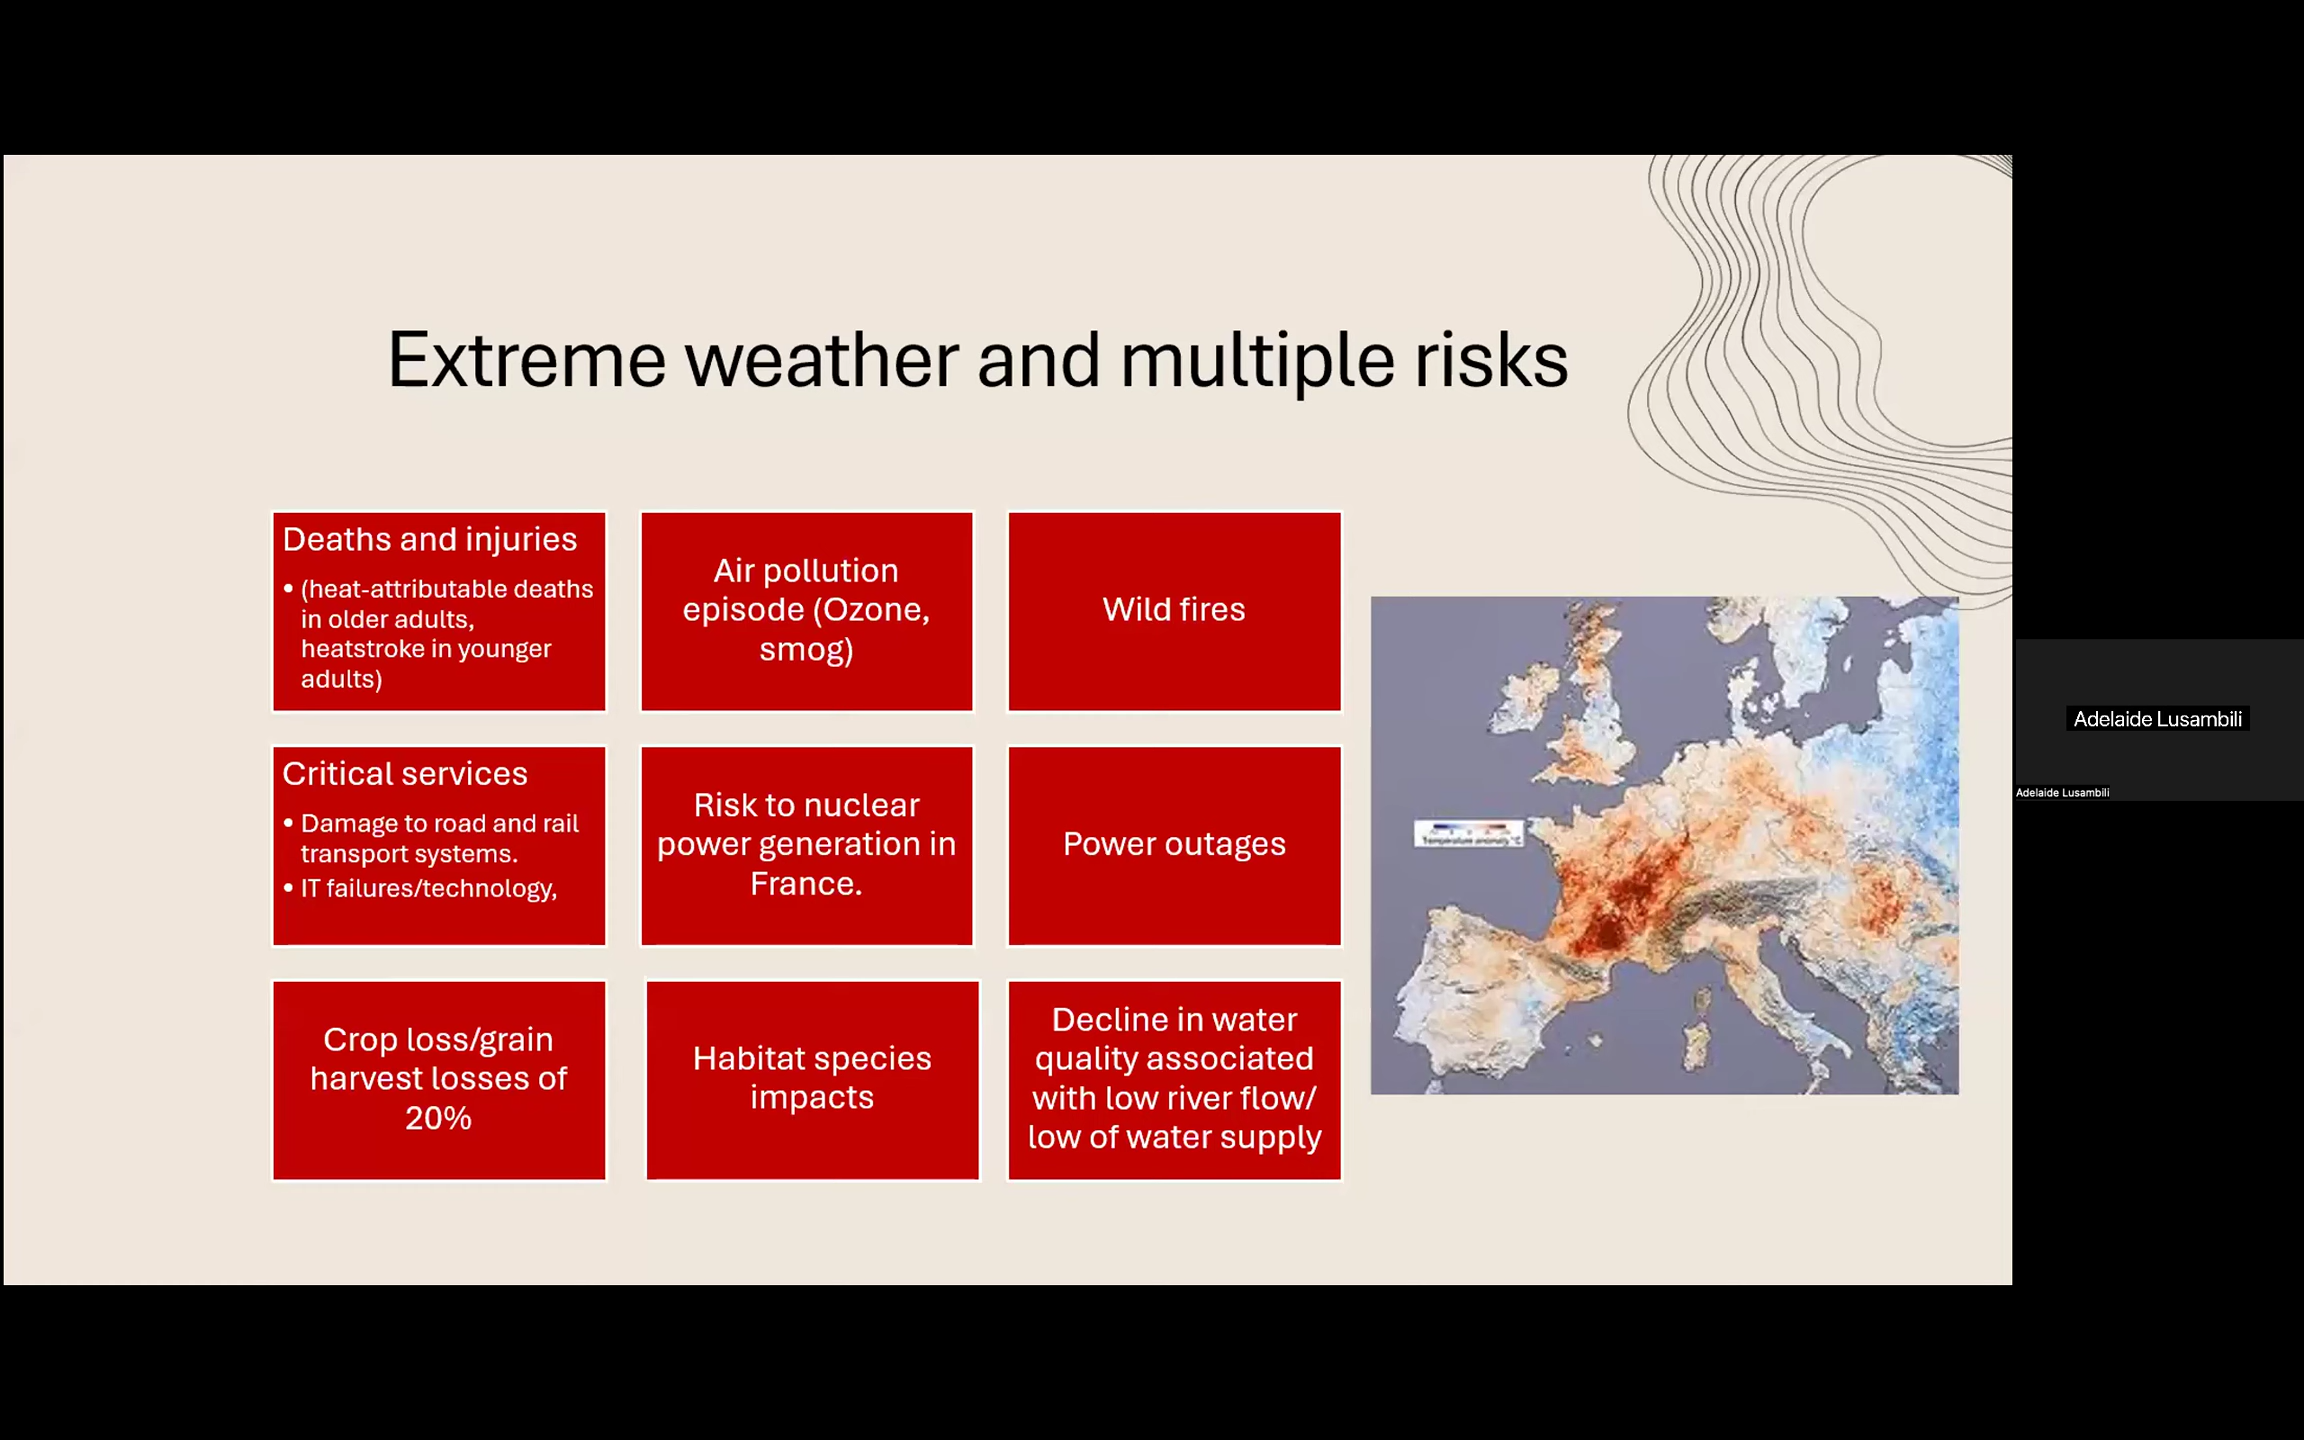 Extreme weather and multiple risks
Deaths and injuries
• (heat-attributable deaths
in older adults,
heatstroke in younger
adults)
Air pollution
episode (Ozone,
smog)
Wild fires
Critical services
• Damage to road and rail
transport systems.
• IT failures/technology,
Risk to nuclear
power generation in
France.
Power outages
Crop loss/grain
harvest losses of
20%
Habitat species
impacts
Decline in water
quality associated
with low river flow/
low of water supply
Temperature anomaly °C
Adelaide Lusambili
Adelaide Lusambili